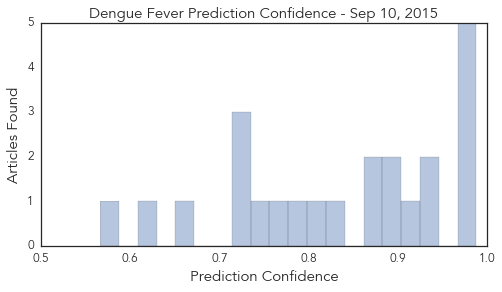 Dengue Fever Prediction Confidence - Sep 10, 2015
5
4
3
2
1
0
Articles Found
0.5 0.6 0.7 0.8 0.9 1.0
Prediction Confidence